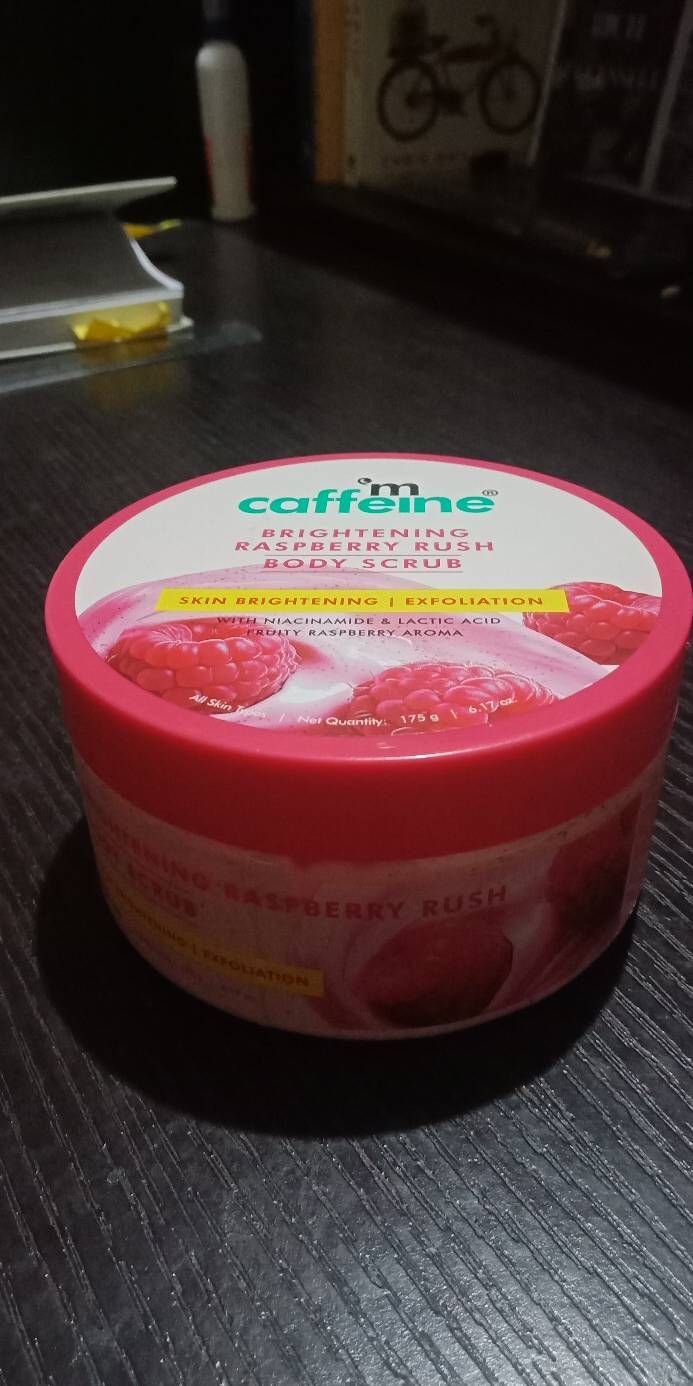 'm
caffeine®
BRIGHTENING
RASPBERRY RUSH
BODY SCRUB
SKIN BRIGHTENING | EXFOLIATION
WITH NIACINAMIDE & LACTIC ACID
FRUITY RASPBERRY AROMA
All Skin Types | Net Quantity: 175 g | 6.17 oz.
RASPBERRY RUSH
SCRUB
EXFOLIATION